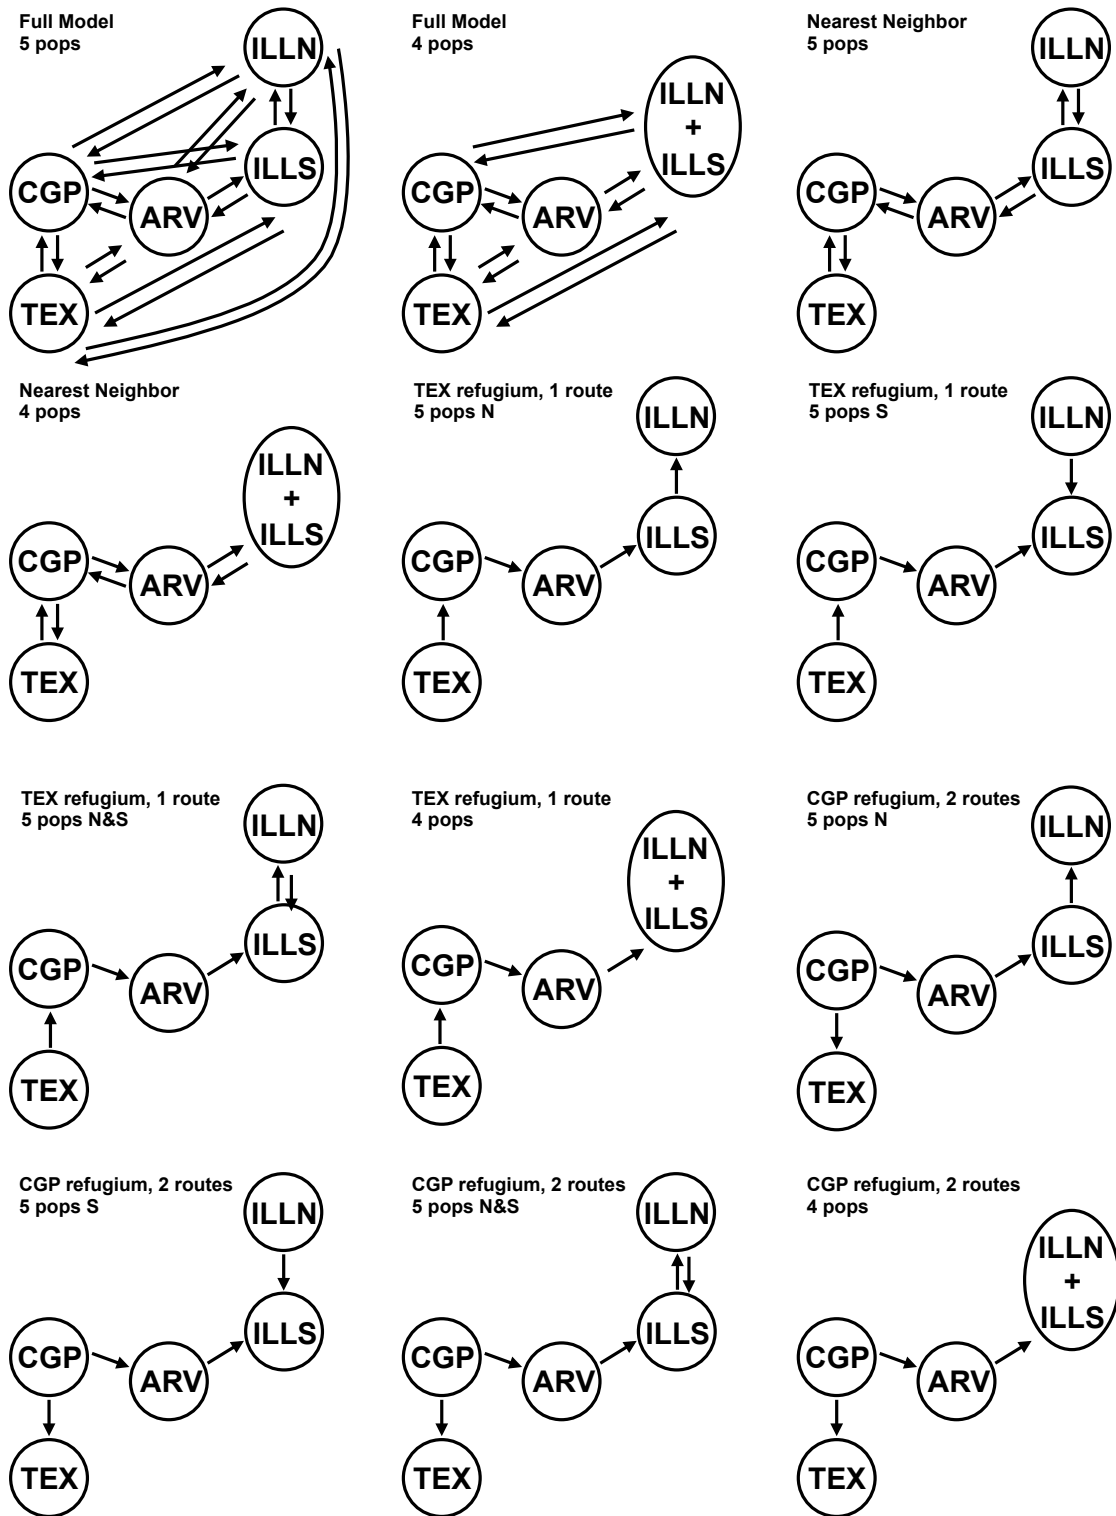 Full Model
5 pops
ILLN
CGP
ARV
ILLS
TEX
Full Model
4 pops
ILLN
+
ILLS
CGP
ARV
TEX
Nearest Neighbor
5 pops
ILLN
ILLS
CGP
ARV
TEX
Nearest Neighbor
4 pops
ILLN
+
ILLS
CGP
ARV
TEX
TEX refugium, 1 route
5 pops N
ILLN
ILLS
CGP
ARV
TEX
TEX refugium, 1 route
5 pops S
ILLN
ILLS
CGP
ARV
TEX
TEX refugium, 1 route
5 pops N&S
ILLN
ILLS
CGP
ARV
TEX
TEX refugium, 1 route
4 pops
ILLN
+
ILLS
CGP
ARV
TEX
CGP refugium, 2 routes
5 pops N
ILLN
ILLS
CGP
ARV
TEX
CGP refugium, 2 routes
5 pops S
ILLN
ILLS
CGP
ARV
TEX
CGP refugium, 2 routes
5 pops N&S
ILLN
ILLS
CGP
ARV
TEX
CGP refugium, 2 routes
4 pops
ILLN
+
ILLS
CGP
ARV
TEX